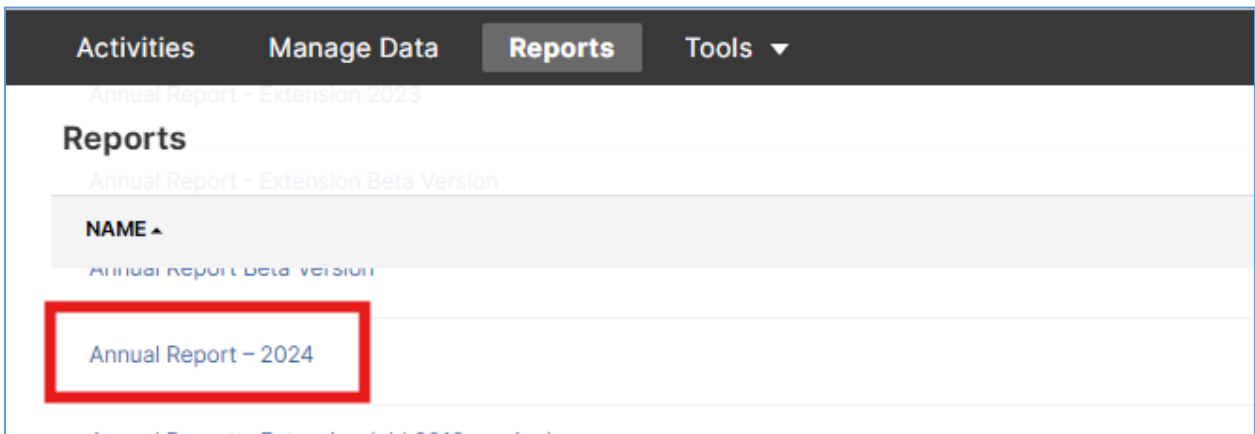 Activities Manage Data Reports Tools
Annual Report - Extension 2023
Reports
Annual Report - Extension Beta Version
NAME
Annual Report Beta Version
Annual Report – 2024